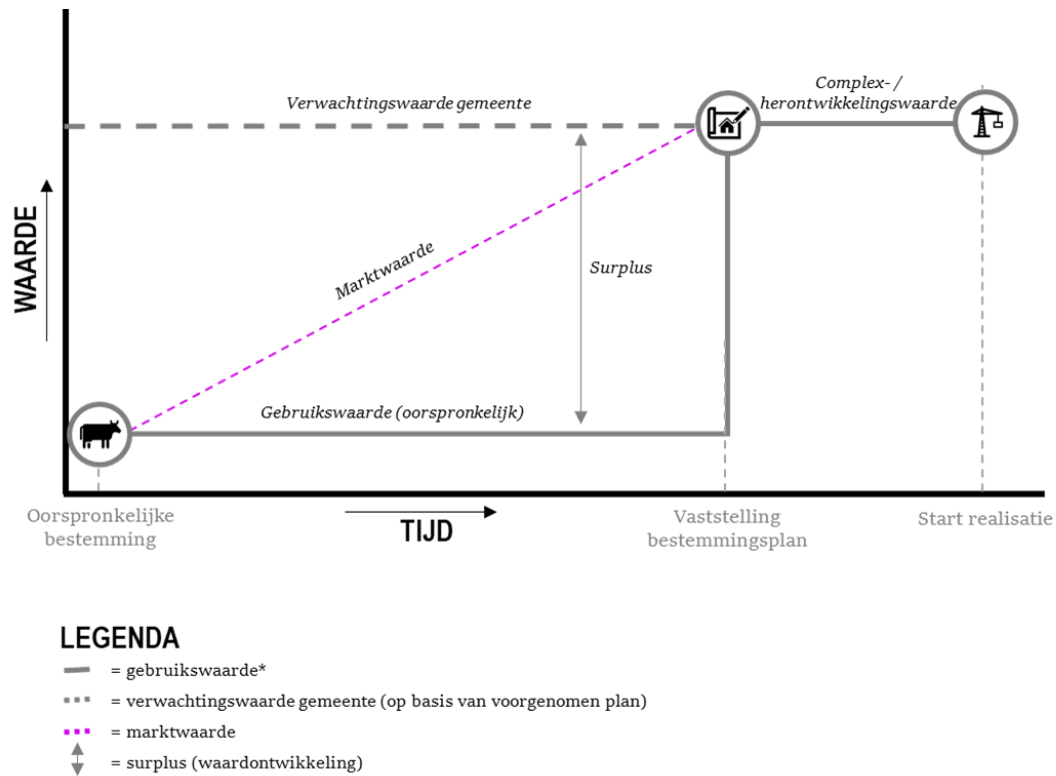 Complex- /
herontwikkelingswaarde
Verwachtingswaarde gemeente
WAARDE
Marktwaarde
Surplus
Gebruikswaarde (oorspronkelijk)
Oorspronkelijke
bestemming
TIJD
Vaststelling
bestemmingsplan
Start realisatie
LEGENDA
= gebruikswaarde*
= verwachtingswaarde gemeente (op basis van voorgenomen plan)
= marktwaarde
= surplus (waardontwikkeling)